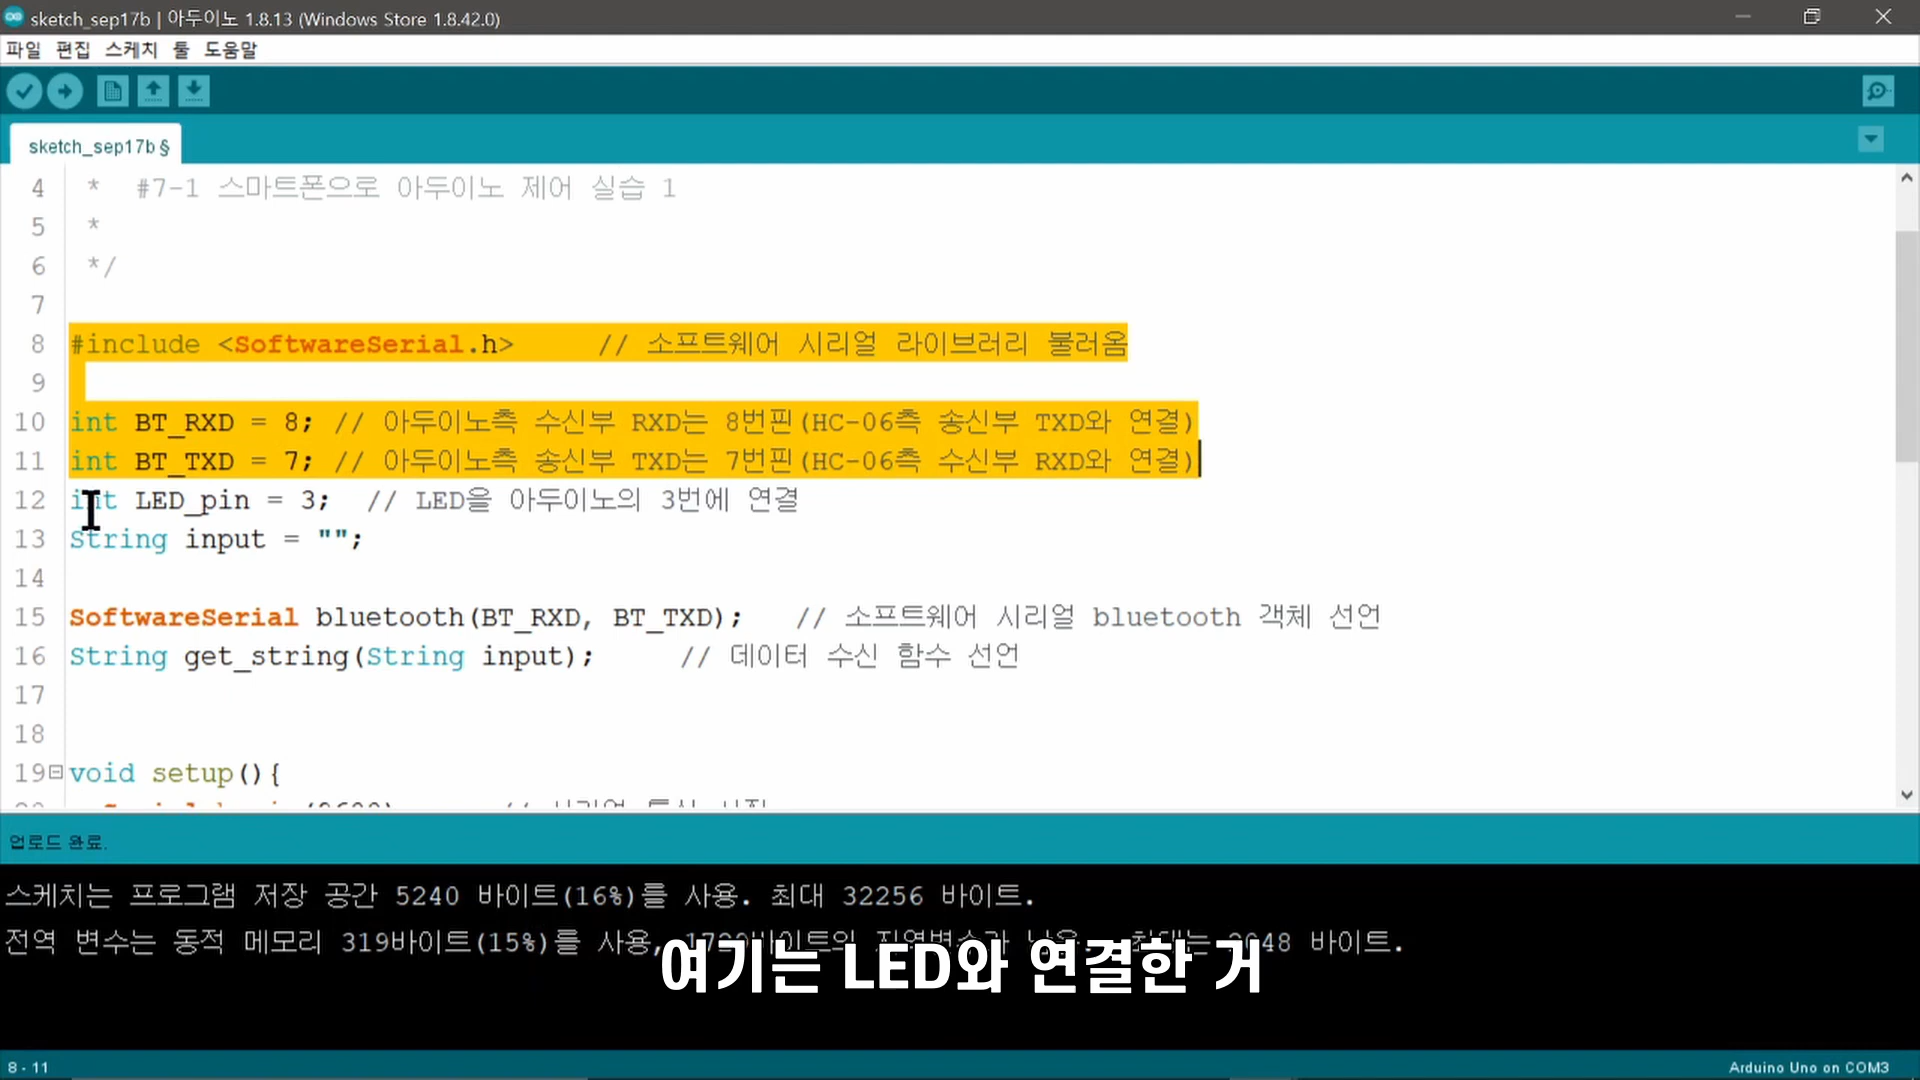 sketch_sep17b | 아두이노 1.8.13 (Windows Store 1.8.42.0)
파일 편집 스케치 툴 도움말
sketch_sep17b §
4 * #7-1 스마트폰으로 아두이노 제어 실습 1
5 *
6 */
7
8 #include <SoftwareSerial.h> // 소프트웨어 시리얼 라이브러리 불러옴
9
10 int BT_RXD = 8; // 아두이노측 수신부 RXD는 8번핀(HC-06측 송신부 TXD와 연결)
11 int BT_TXD = 7; // 아두이노측 송신부 TXD는 7번핀(HC-06측 수신부 RXD와 연결)
12 int LED_pin = 3; // LED을 아두이노의 3번에 연결
13 String input = "";
14
15 SoftwareSerial bluetooth(BT_RXD, BT_TXD); // 소프트웨어 시리얼 bluetooth 객체 선언
16 String get_string(String input); // 데이터 수신 함수 선언
17
18
19 void setup(){
업로드 완료.
스케치는 프로그램 저장 공간 5240 바이트(16%)를 사용. 최대 32256 바이트.
전역 변수는 동적 메모리 319바이트(15%)를 사용, 바이트.
여기는 LED와 연결한 거
8 - 11
Arduino Uno on COM3